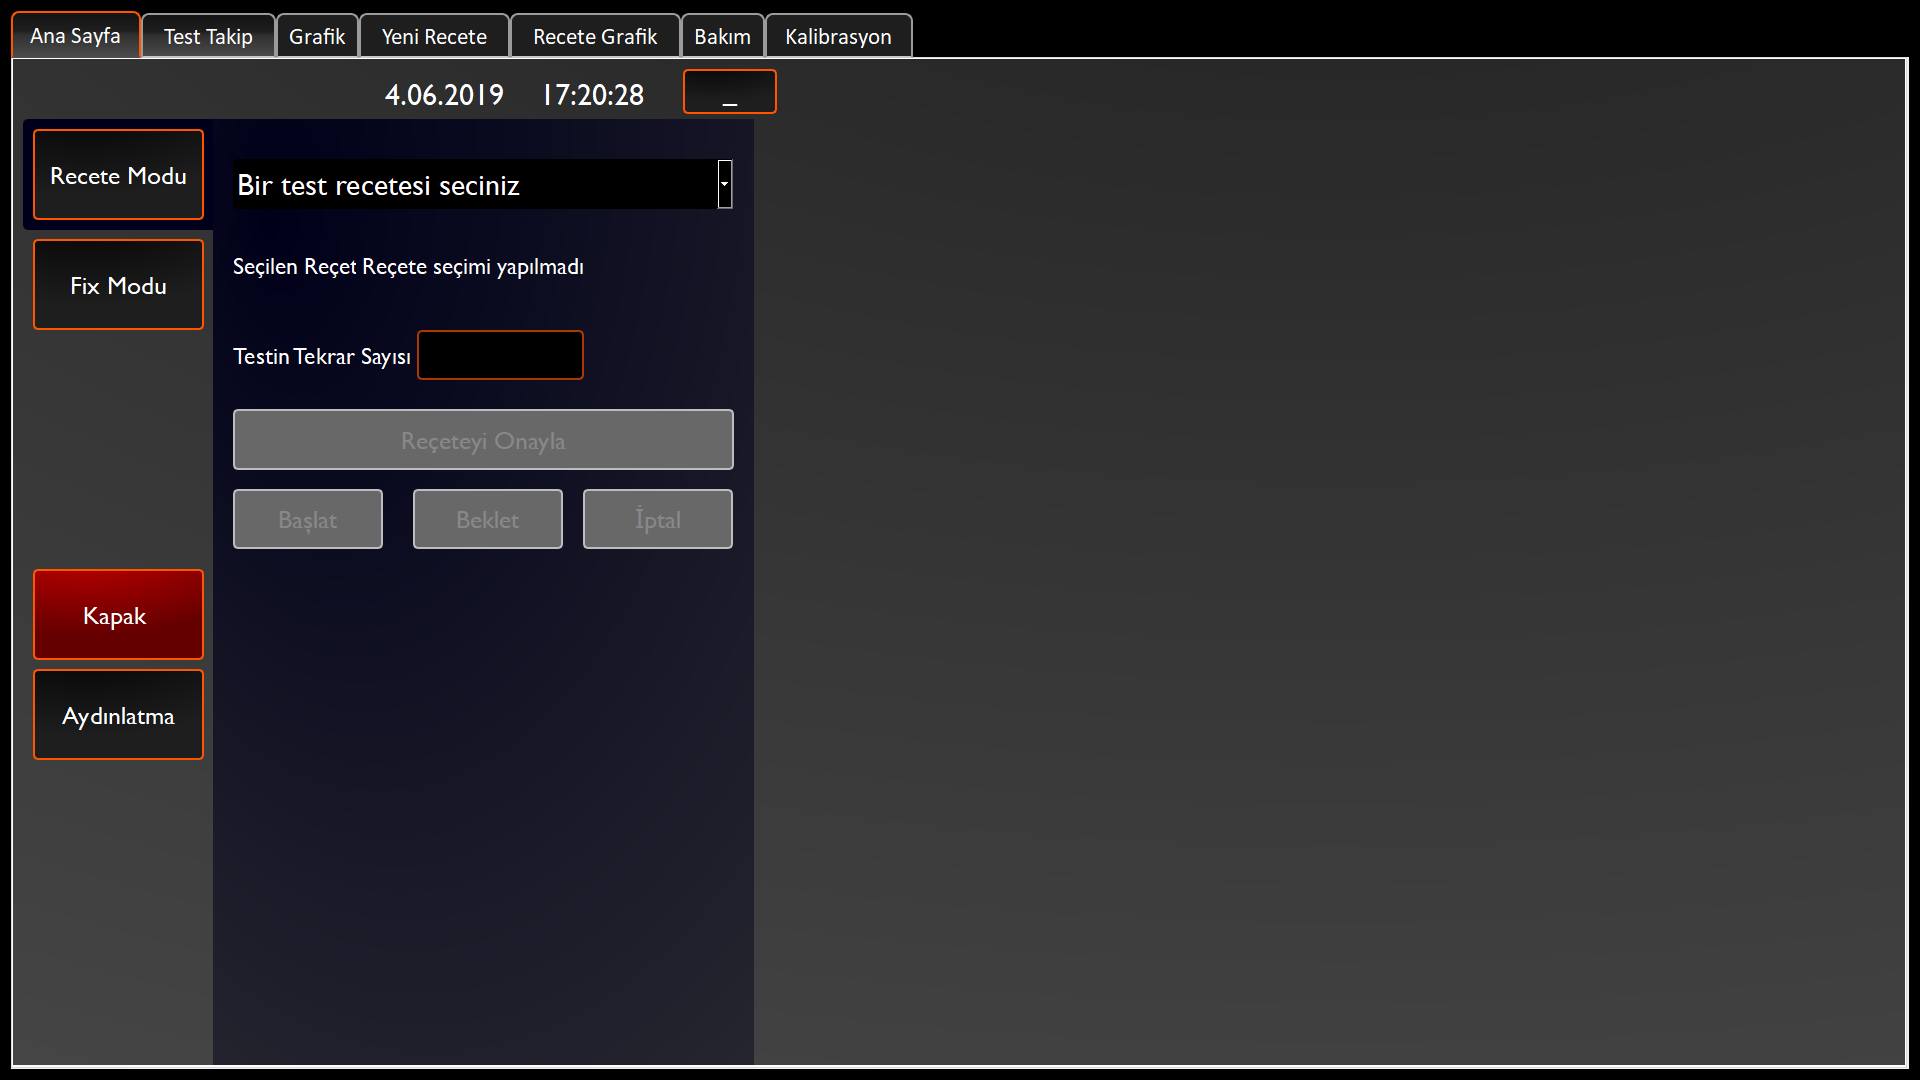 Ana Sayfa Test Takip Grafik Yeni Recete Recete Grafik Bakım Kalibrasyon
4.06.2019 17:20:28 _
Recete Modu
Bir test recetesi seciniz
Seçilen Reçet Reçete seçimi yapılmadı
Fix Modu
Testin Tekrar Sayısı
Reçeteyi Onayla
Başlat Beklet İptal
Kapak
Aydınlatma